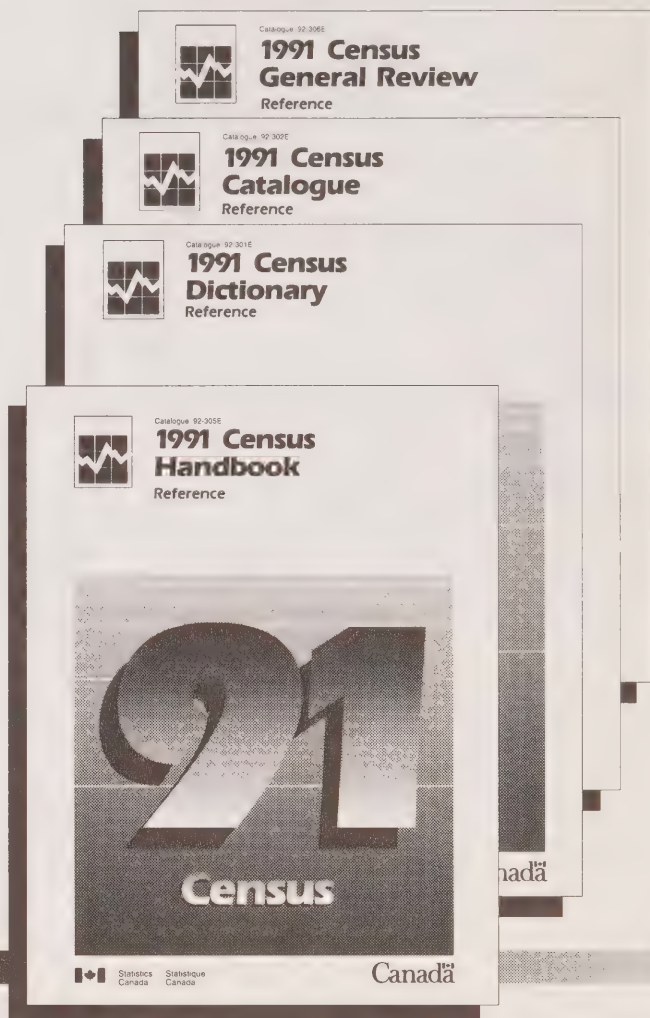 Catalogue 92-306E
1991 Census
General Review
Reference
Catalogue 92-302E
1991 Census
Catalogue
Reference
Catalogue 92-301E
1991 Census
Dictionary
Reference
Catalogue 92-305E
1991 Census
Handbook
Reference
91
Census
nada
Statistics Statistique
Canada Canada
Canada